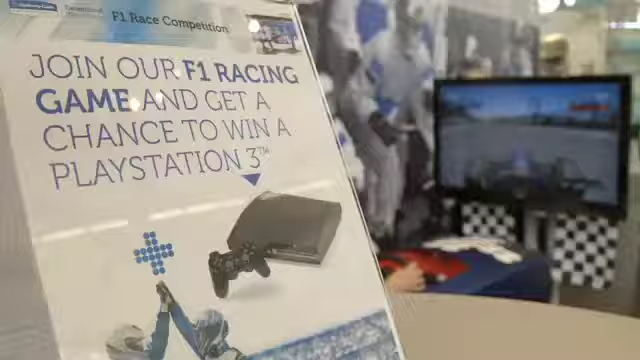 F1 Race Competition
JOIN OUR F1 RACING
GAME AND GET A
CHANCE TO WIN A
PLAYSTATION 3™